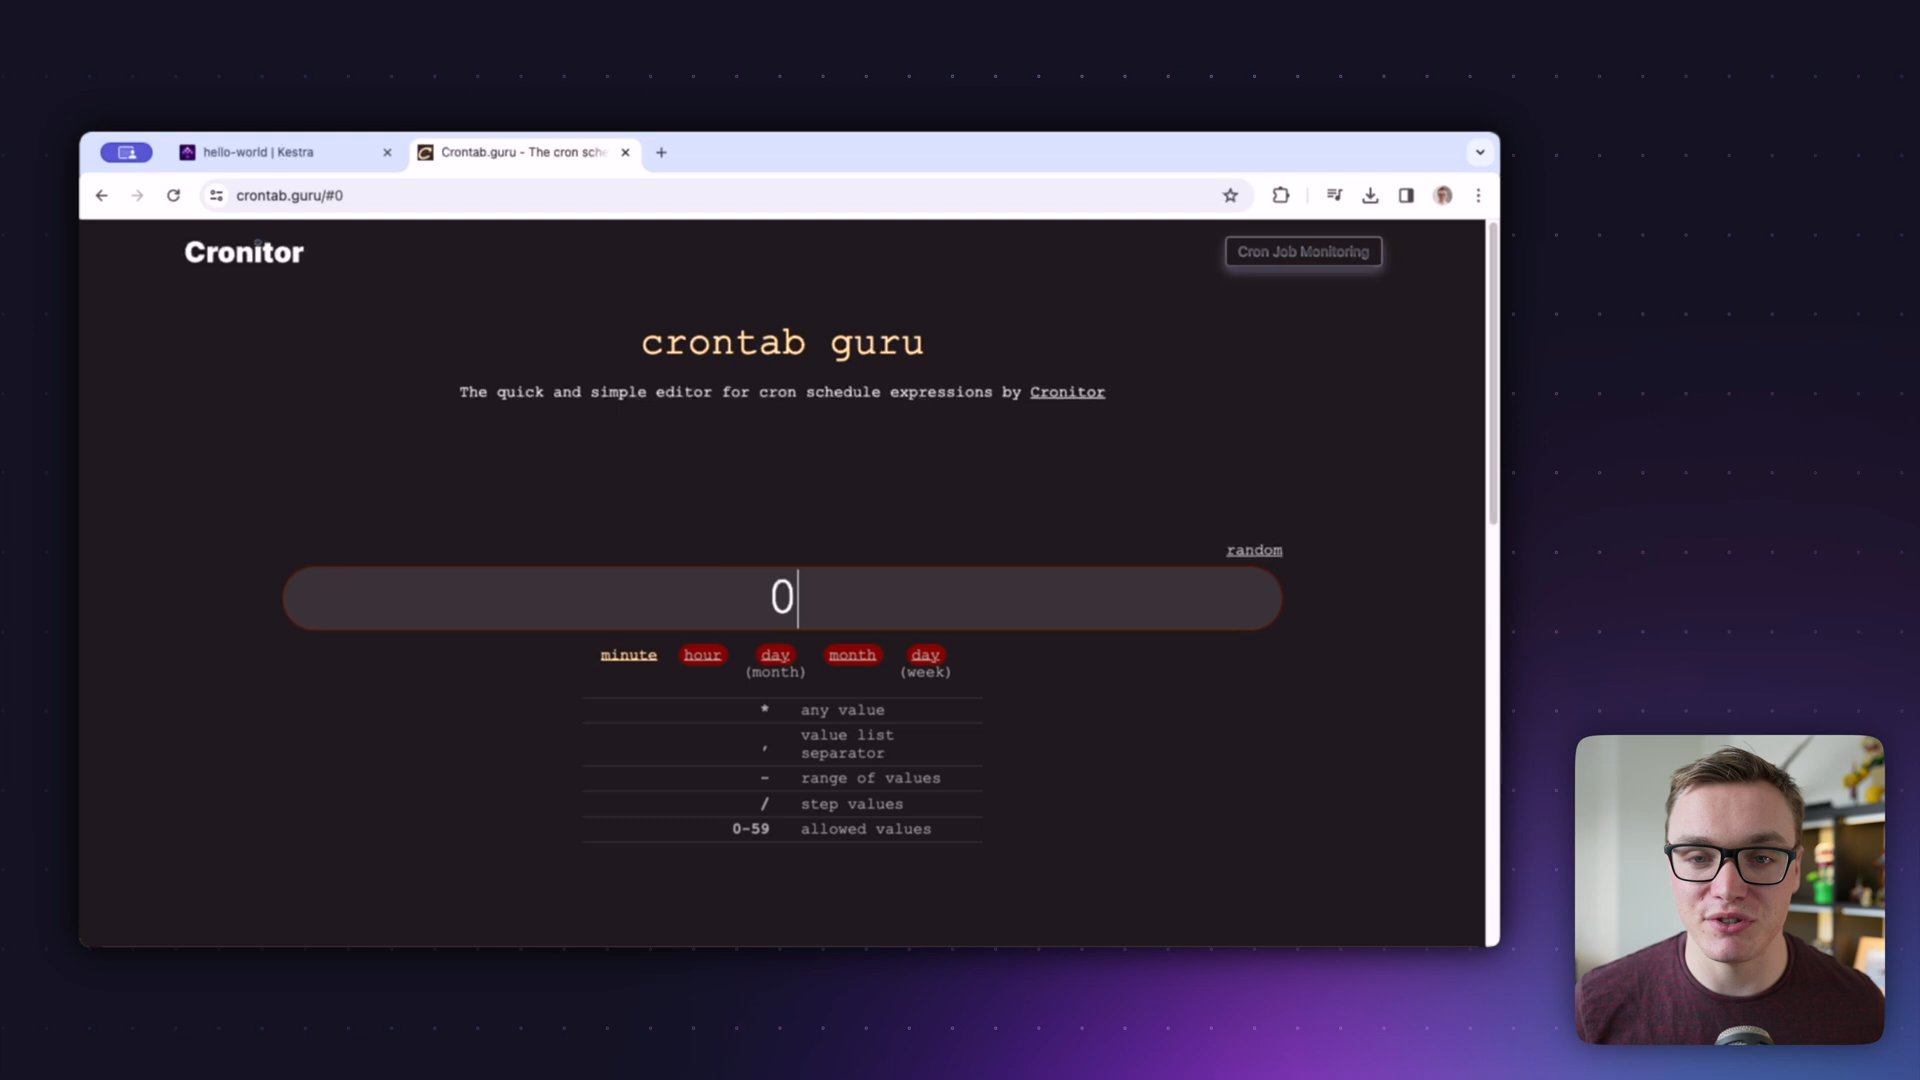 hello-world | Kestra
Crontab.guru - The cron sche
crontab.guru/#0
Cronitor
Cron Job Monitoring
crontab guru
The quick and simple editor for cron schedule expressions by Cronitor
random
0
minute hour day month day
(month) (week)
* any value
, value list
separator
- range of values
/ step values
0-59 allowed values